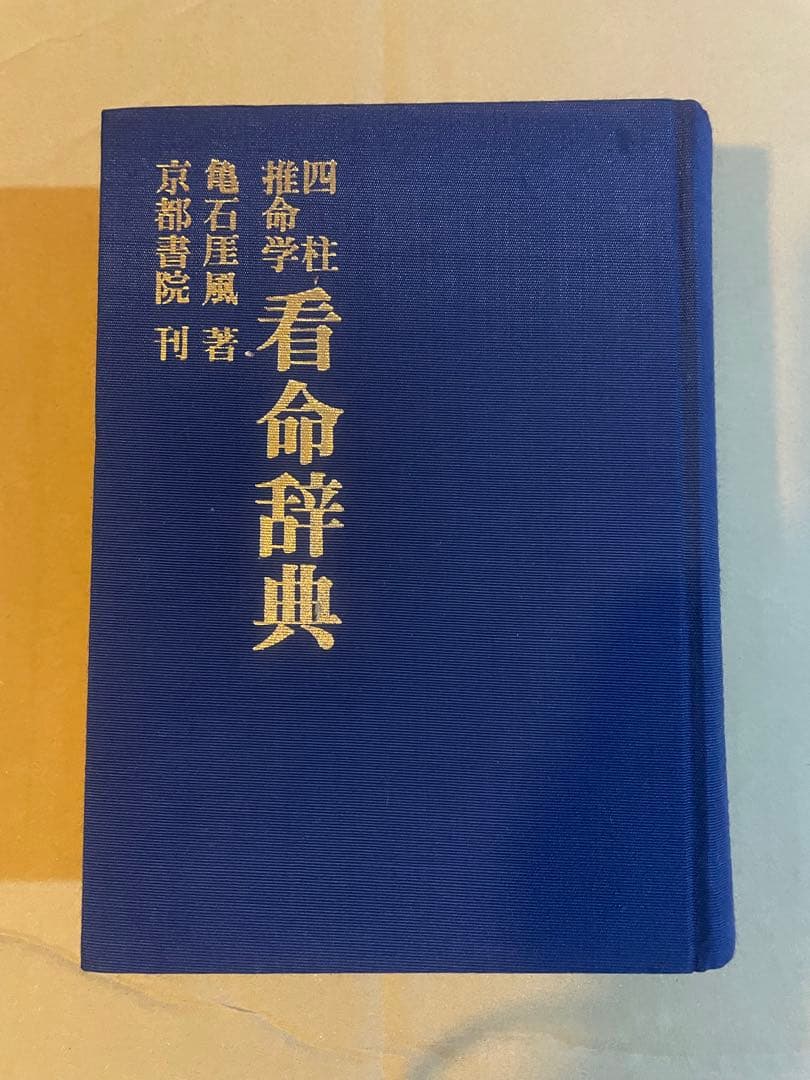 四柱
推命学
看命辞典
亀石厓風 著
京都書院 刊